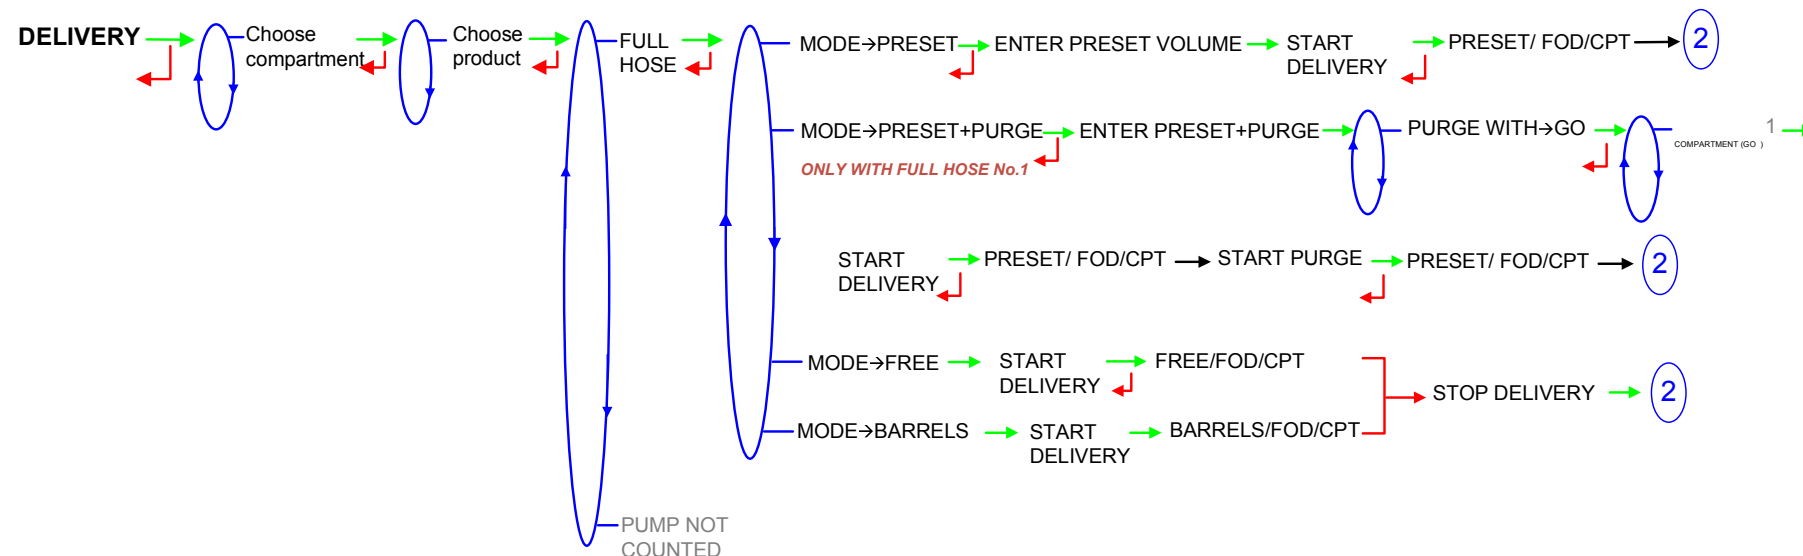 DELIVERY
Choose
compartment
Choose
product
FULL
HOSE
MODE→PRESET
ENTER PRESET VOLUME
START
DELIVERY
PRESET/ FOD/CPT
2
MODE→PRESET+PURGE
ONLY WITH FULL HOSE No.1
ENTER PRESET+PURGE
PURGE WITH→GO
1
COMPARTMENT (GO )
START
DELIVERY
PRESET/ FOD/CPT
START PURGE
PRESET/ FOD/CPT
2
MODE→FREE
START
DELIVERY
FREE/FOD/CPT
STOP DELIVERY
2
MODE→BARRELS
START
DELIVERY
BARRELS/FOD/CPT
PUMP NOT
COUNTED